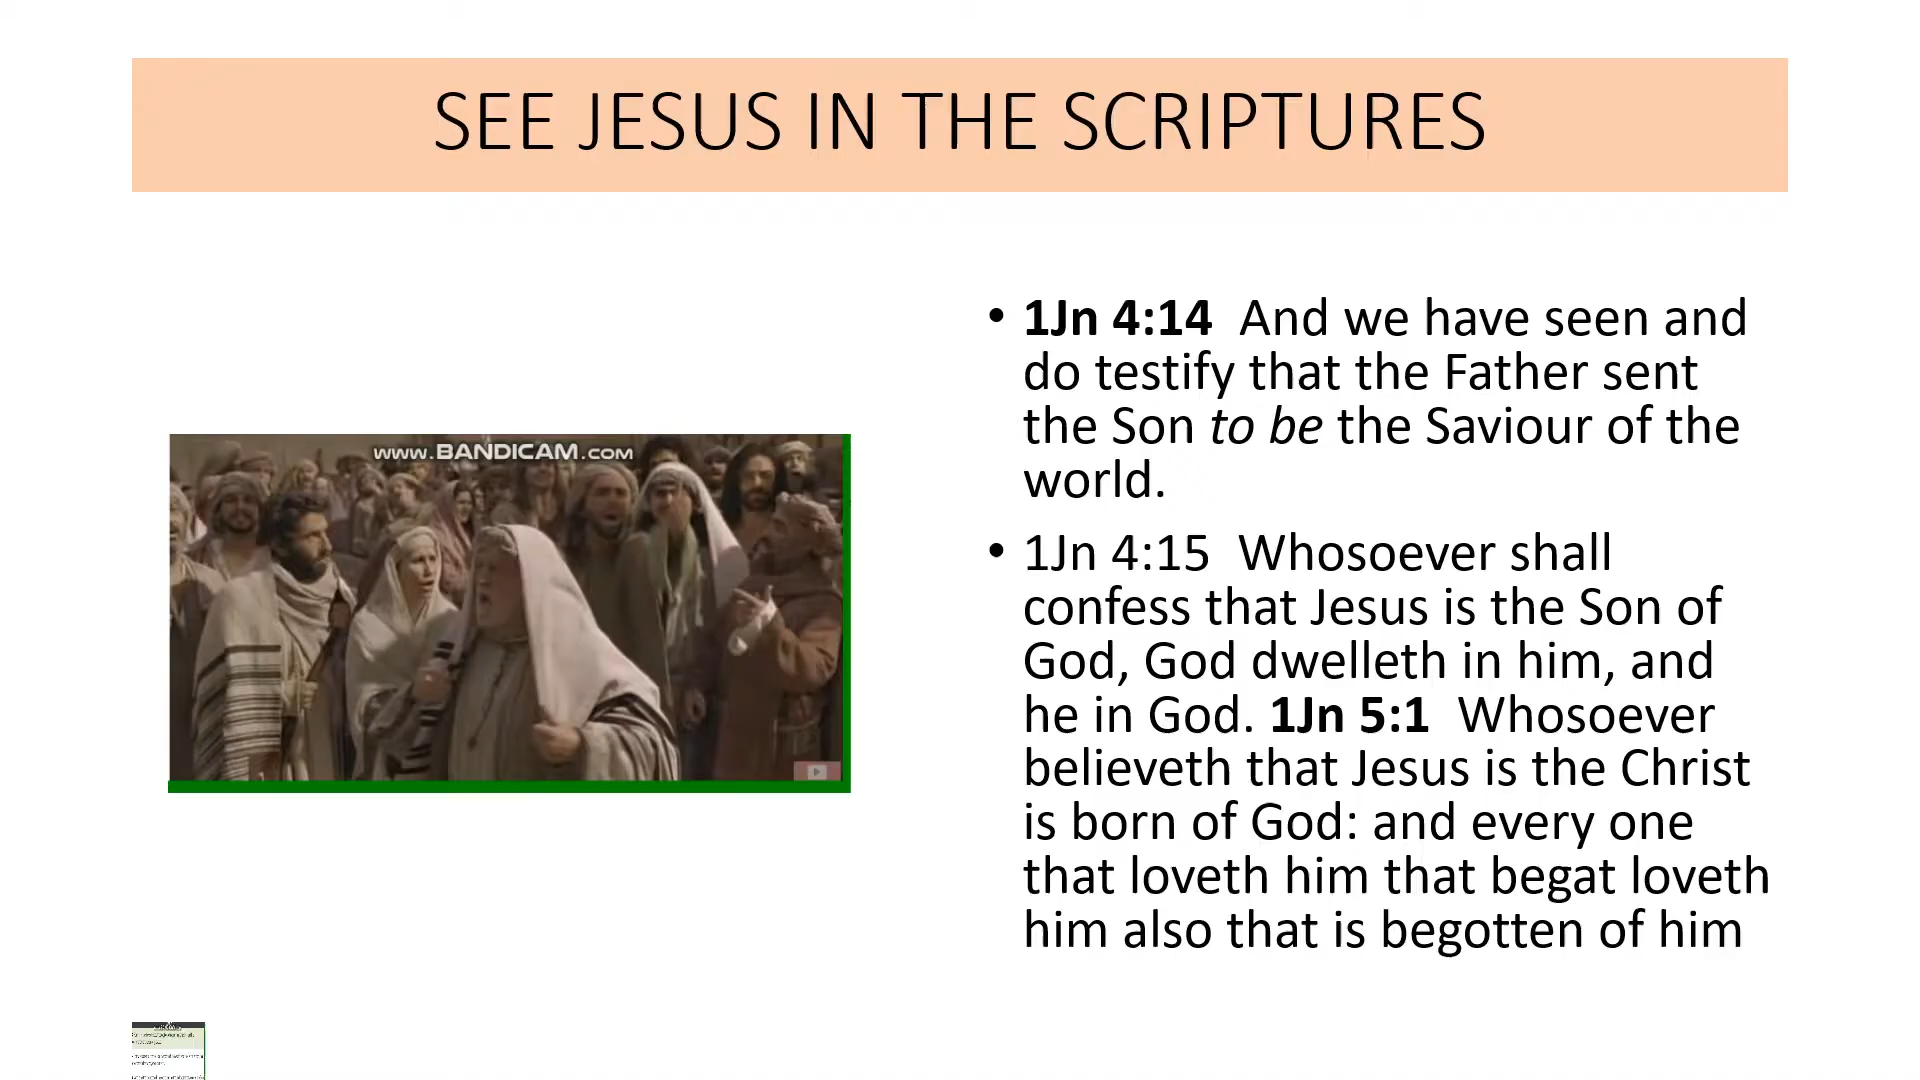 SEE JESUS IN THE SCRIPTURES
www.BANDICAM.COM
• 1Jn 4:14 And we have seen and
do testify that the Father sent
the Son to be the Saviour of the
world.
• 1Jn 4:15 Whosoever shall
confess that Jesus is the Son of
God, God dwelleth in him, and
he in God. 1Jn 5:1 Whosoever
believeth that Jesus is the Christ
is born of God: and every one
that loveth him that begat loveth
him also that is begotten of him